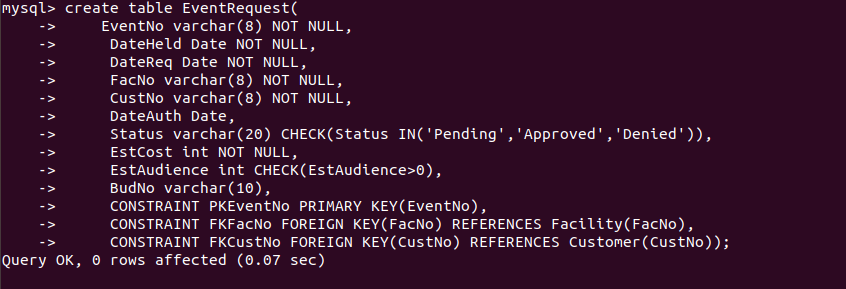 mysql> create table EventRequest(
    ->     EventNo varchar(8) NOT NULL,
    ->      DateHeld Date NOT NULL,
    ->      DateReq Date NOT NULL,
    ->      FacNo varchar(8) NOT NULL,
    ->      CustNo varchar(8) NOT NULL,
    ->      DateAuth Date,
    ->      Status varchar(20) CHECK(Status IN('Pending','Approved','Denied')),
    ->      EstCost int NOT NULL,
    ->      EstAudience int CHECK(EstAudience>0),
    ->      BudNo varchar(10),
    ->      CONSTRAINT PKEventNo PRIMARY KEY(EventNo),
    ->      CONSTRAINT FKFacNo FOREIGN KEY(FacNo) REFERENCES Facility(FacNo),
    ->      CONSTRAINT FKCustNo FOREIGN KEY(CustNo) REFERENCES Customer(CustNo));
Query OK, 0 rows affected (0.07 sec)